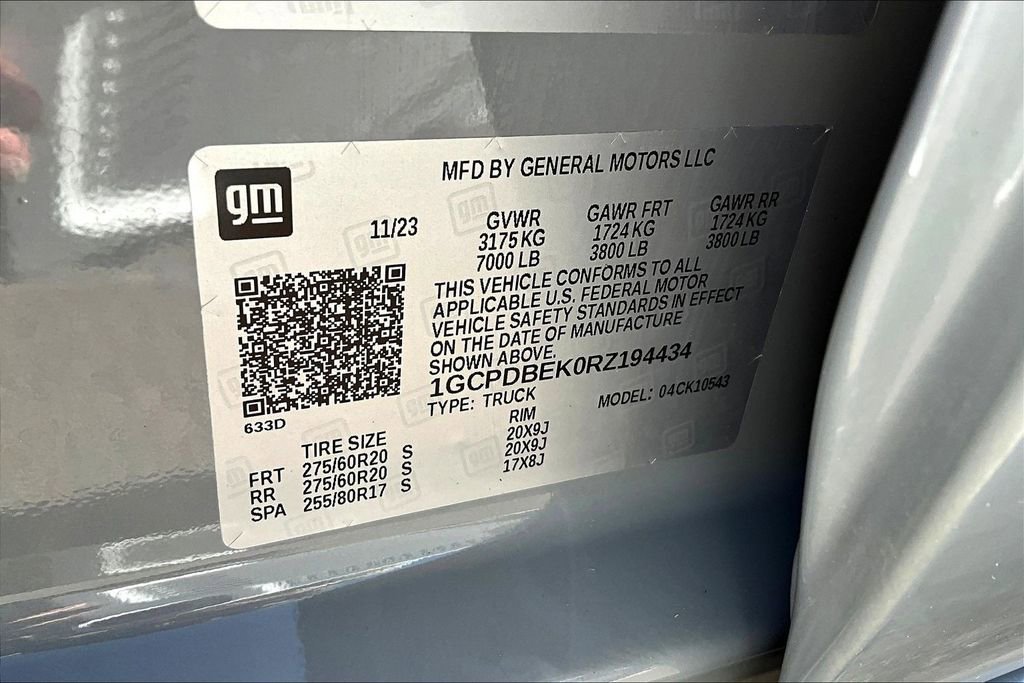 MFD BY GENERAL MOTORS LLC
gm
11/23
GVWR GAWR FRT GAWR RR
3175 KG 1724 KG 1724 KG
7000 LB 3800 LB 3800 LB
THIS VEHICLE CONFORMS TO ALL
APPLICABLE U.S. FEDERAL MOTOR
VEHICLE SAFETY STANDARDS IN EFFECT
ON THE DATE OF MANUFACTURE
SHOWN ABOVE.
1GCPDBEK0RZ194434
TYPE: TRUCK MODEL: 04CK10543
633D
TIRE SIZE RIM
FRT 275/60R20 S 20X9J
RR 275/60R20 S 20X9J
SPA 255/80R17 S 17X8J